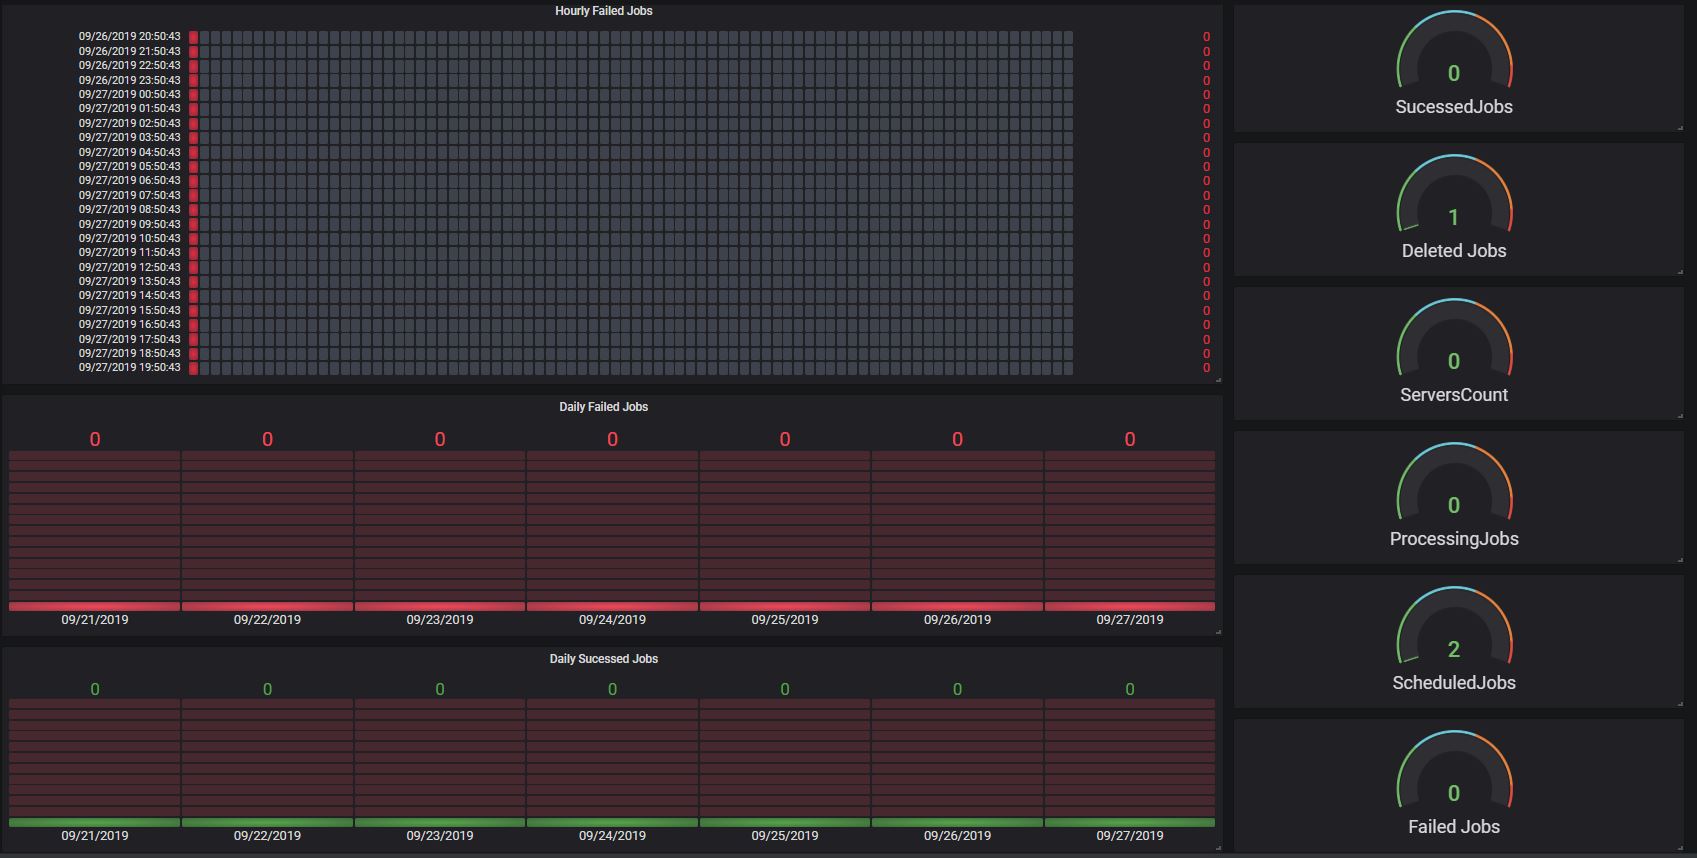 Hourly Failed Jobs
09/26/2019 20:50:43 0
09/26/2019 21:50:43 0
09/26/2019 22:50:43 0
09/26/2019 23:50:43 0
09/27/2019 00:50:43 0
09/27/2019 01:50:43 0
09/27/2019 02:50:43 0
09/27/2019 03:50:43 0
09/27/2019 04:50:43 0
09/27/2019 05:50:43 0
09/27/2019 06:50:43 0
09/27/2019 07:50:43 0
09/27/2019 08:50:43 0
09/27/2019 09:50:43 0
09/27/2019 10:50:43 0
09/27/2019 11:50:43 0
09/27/2019 12:50:43 0
09/27/2019 13:50:43 0
09/27/2019 14:50:43 0
09/27/2019 15:50:43 0
09/27/2019 16:50:43 0
09/27/2019 17:50:43 0
09/27/2019 18:50:43 0
09/27/2019 19:50:43 0
Daily Failed Jobs
0 0 0 0 0 0 0
09/21/2019 09/22/2019 09/23/2019 09/24/2019 09/25/2019 09/26/2019 09/27/2019
Daily Sucessed Jobs
0 0 0 0 0 0 0
09/21/2019 09/22/2019 09/23/2019 09/24/2019 09/25/2019 09/26/2019 09/27/2019
0
SucessedJobs
1
Deleted Jobs
0
ServersCount
0
ProcessingJobs
2
ScheduledJobs
0
Failed Jobs